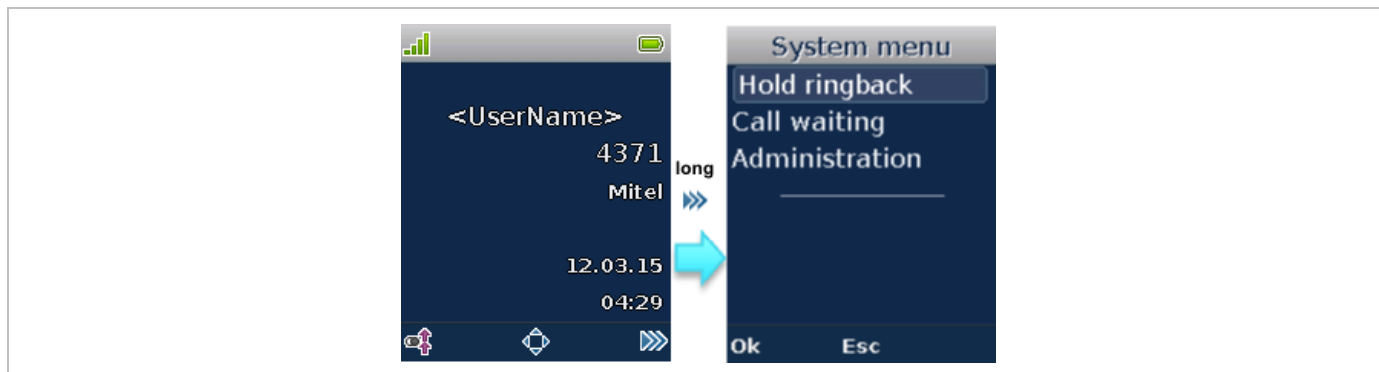 <UserName>
4371
Mitel
12.03.15
04:29
long
System menu
Hold ringback
Call waiting
Administration
Ok Esc